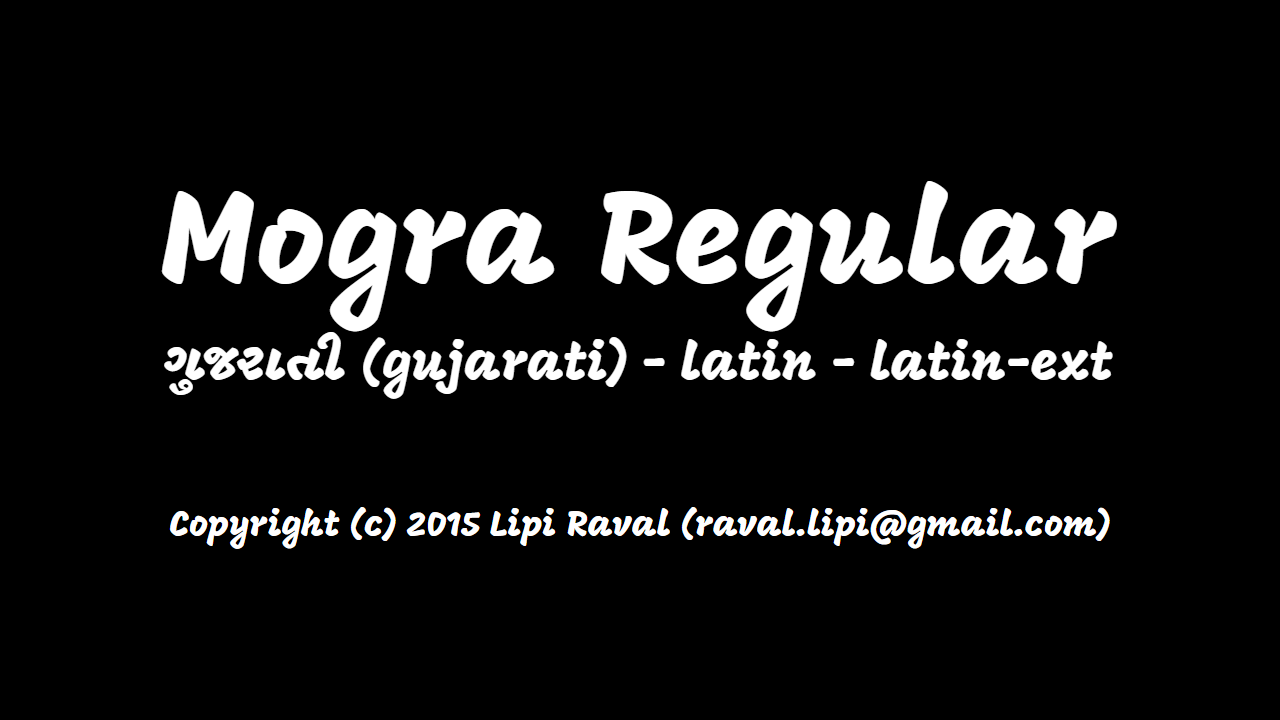 Mogra Regular
ગુજરાતી (gujarati) - latin - latin-ext
Copyright (c) 2015 Lipi Raval (raval.lipi@gmail.com)